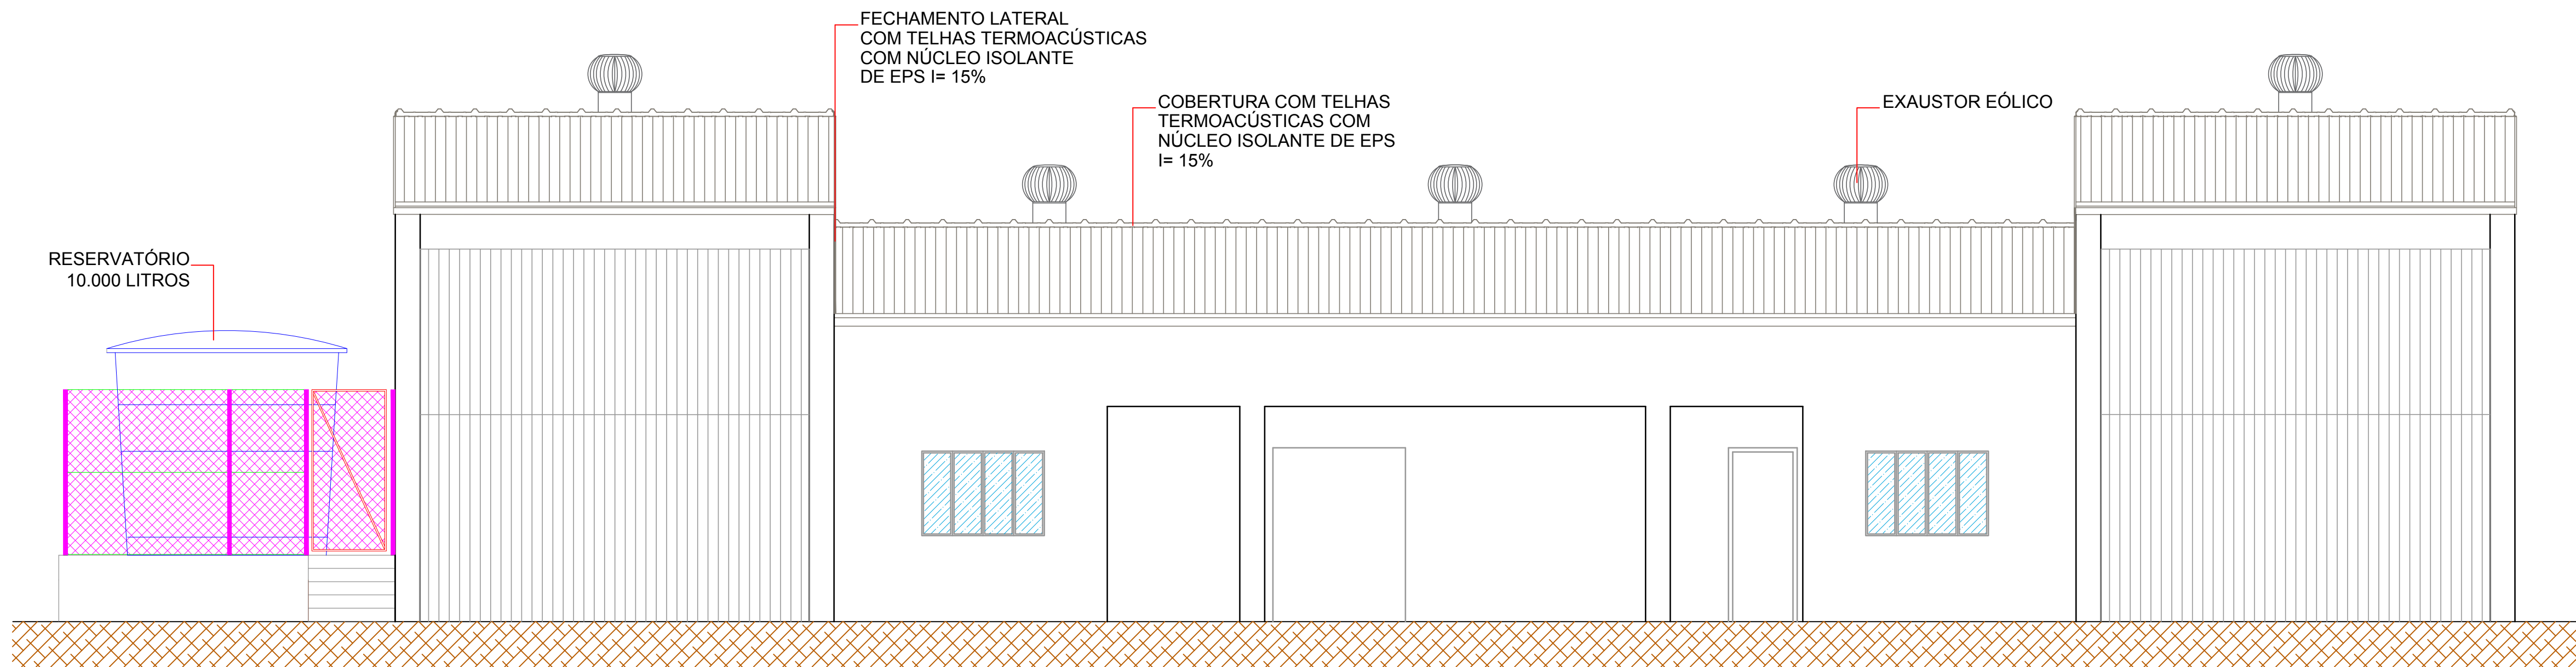 FECHAMENTO LATERAL
COM TELHAS TERMOACÚSTICAS
COM NÚCLEO ISOLANTE
DE EPS I= 15%
COBERTURA COM TELHAS
TERMOACÚSTICAS COM
NÚCLEO ISOLANTE DE EPS
I= 15%
EXAUSTOR EÓLICO
RESERVATÓRIO
10.000 LITROS